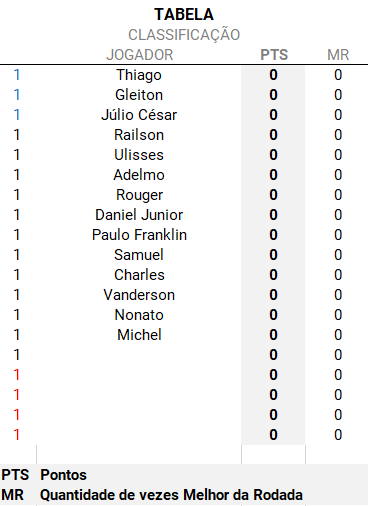 TABELA
CLASSIFICAÇÃO
JOGADOR PTS MR
1 Thiago 0 0
1 Gleiton 0 0
1 Júlio César 0 0
1 Railson 0 0
1 Ulisses 0 0
1 Adelmo 0 0
1 Rouger 0 0
1 Daniel Junior 0 0
1 Paulo Franklin 0 0
1 Samuel 0 0
1 Charles 0 0
1 Vanderson 0 0
1 Nonato 0 0
1 Michel 0 0
1 0 0
1 0 0
1 0 0
1 0 0
1 0 0
PTS Pontos
MR Quantidade de vezes Melhor da Rodada